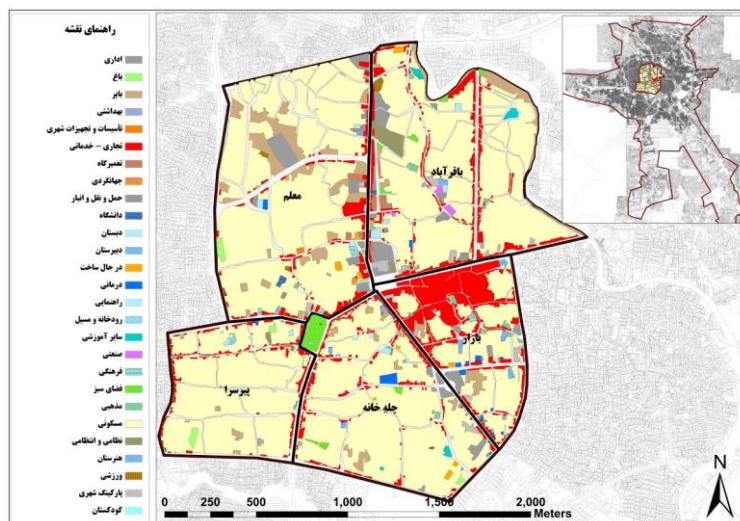 راهنمای نقشه
اداری
باغ
بایر
بهداشتی
تأسیسات و تجهیزات شهری
تجاری - خدماتی
تعمیرگاه
جهانگردی
حمل و نقل و انبار
دانشگاه
دبستان
دبیرستان
در حال ساخت
درمانی
راهنمایی
رودخانه و مسیل
سایر آموزشی
صنعتی
فرهنگی
فضای سبز
مذهبی
مسکونی
نظامی و انتظامی
هنرستان
ورزشی
پارکینگ شهری
کودکستان
باقرآباد
معلم
بازار
پیرسرا
چله خانه
N
0 250 500 1,000 1,500 2,000
Meters